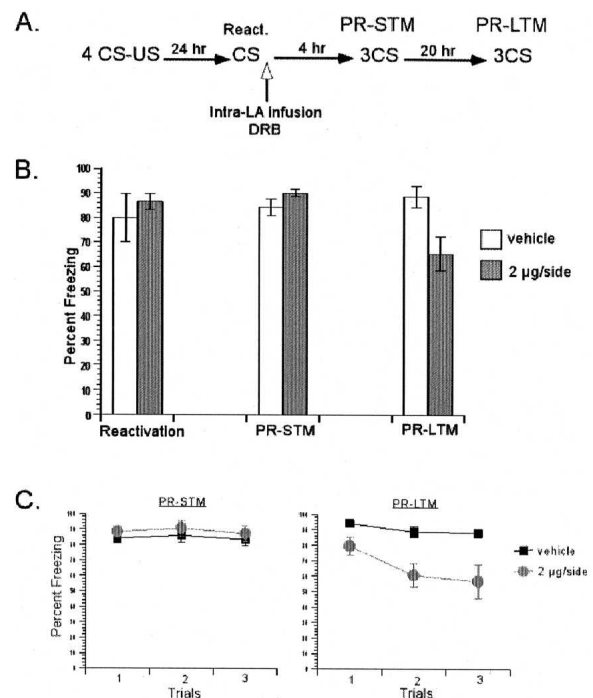 A.
React. PR-STM PR-LTM
4 CS-US 24 hr CS 4 hr 3CS 20 hr 3CS
Intra-LA infusion
DRB
B.
Percent Freezing
100
90
80
70
60
50
40
30
20
10
0
Reactivation PR-STM PR-LTM
vehicle
2 µg/side
C.
PR-STM
Percent Freezing
1 2 3
Trials
PR-LTM
1 2 3
Trials
vehicle
2 µg/side